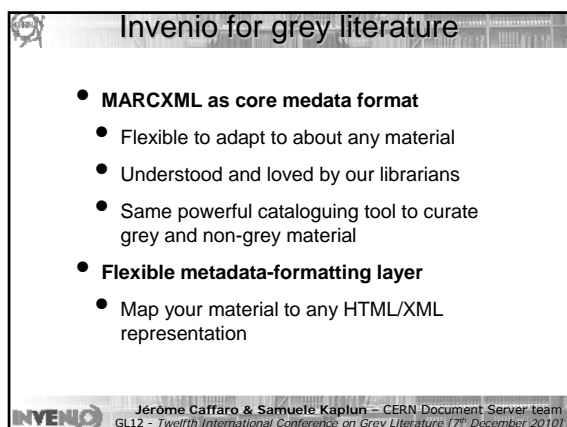 Invenio for grey literature
• MARCXML as core medata format
• Flexible to adapt to about any material
• Understood and loved by our librarians
• Same powerful cataloguing tool to curate
grey and non-grey material
• Flexible metadata-formatting layer
• Map your material to any HTML/XML
representation
INVENIO
Jérôme Caffaro & Samuele Kaplun – CERN Document Server team
GL12 - Twelfth International Conference on Grey Literature [7th December 2010]